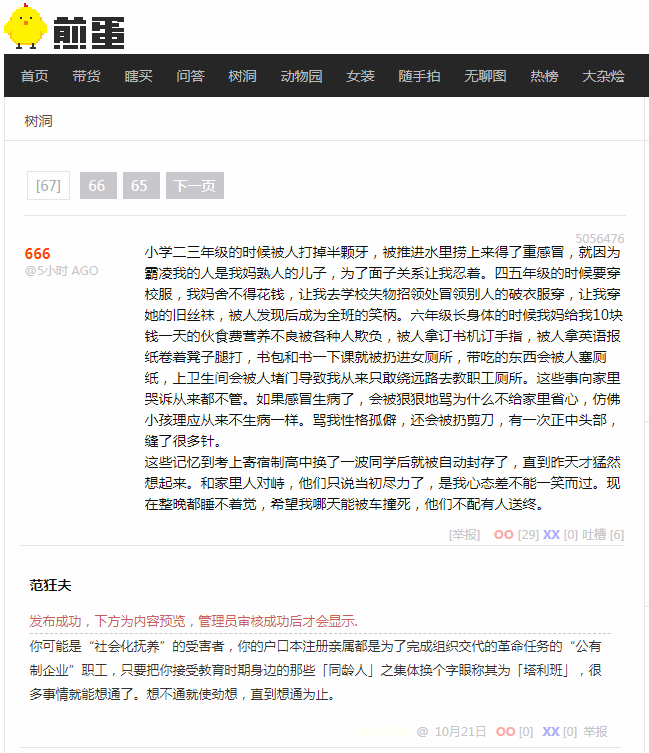 煎蛋
首页 带货 瞎买 问答 树洞 动物园 女装 随手拍 无聊图 热榜 大杂烩
树洞
[67] 66 65 下一页
5056476
666
@5小时 AGO
小学二三年级的时候被人打掉半颗牙，被推进水里捞上来得了重感冒，就因为
霸凌我的人是我妈熟人的儿子，为了面子关系让我忍着。四五年级的时候要穿
校服，我妈舍不得花钱，让我去学校失物招领处冒领别人的破衣服穿，让我穿
她的旧丝袜，被人发现后成为全班的笑柄。六年级长身体的时候我妈给我10块
钱一天的伙食费营养不良被各种人欺负，被人拿订书机订手指，被人拿英语报
纸卷着凳子腿打，书包和书一下课就被扔进女厕所，带吃的东西会被人塞厕
纸，上卫生间会被人堵门导致我从来只敢绕远路去教职工厕所。这些事向家里
哭诉从来都不管。如果感冒生病了，会被狠狠地骂为什么不给家里省心，仿佛
小孩理应从来不生病一样。骂我性格孤僻，还会被扔剪刀，有一次正中头部，
缝了很多针。
这些记忆到考上寄宿制高中换了一波同学后就被自动封存了，直到昨天才猛然
想起来。和家里人对峙，他们只说当初尽力了，是我心态差不能一笑而过。现
在整晚都睡不着觉，希望我哪天能被车撞死，他们不配有人送终。
[举报] OO [29] XX [0] 吐槽 [6]
范狂夫
发布成功，下方为内容预览，管理员审核成功后才会显示.
你可能是“社会化抚养”的受害者，你的户口本注册亲属都是为了完成组织交代的革命任务的“公有
制企业”职工，只要把你接受教育时期身边的那些「同龄人」之集体换个字眼称其为「塔利班」，很
多事情就能想通了。想不通就使劲想，直到想通为止。
@ 10月21日 OO [0] XX [0] 举报